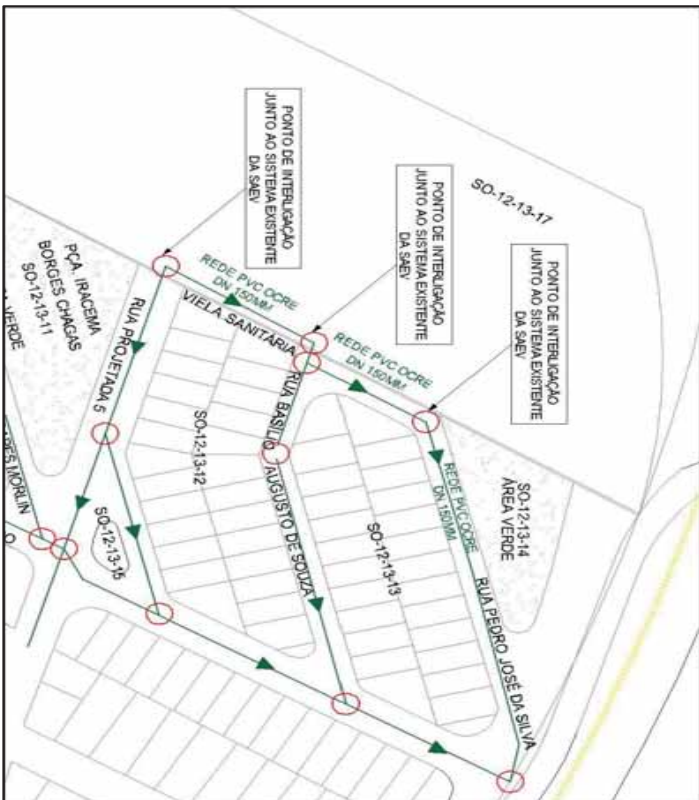 PONTO DE INTERLIGAÇÃO
JUNTO AO SISTEMA EXISTENTE
DA SAEV
PONTO DE INTERLIGAÇÃO
JUNTO AO SISTEMA EXISTENTE
DA SAEV
PONTO DE INTERLIGAÇÃO
JUNTO AO SISTEMA EXISTENTE
DA SAEV
SO-12-13-17
REDE PVC OCRE
DN 150MM
VIELA SANITÁRIA
REDE PVC OCRE
DN 150MM
REDE PVC OCRE
DN 150MM
SO-12-13-14
ÁREA VERDE
PÇA. IRACEMA
BORGES CHAGAS
SO-12-13-11
VERDE
RUA PROJETADA 5
SO-12-13-12
RUA BASÍLIO AUGUSTO DE SOUZA
SO-12-13-13
RUA PEDRO JOSÉ DA SILVA
SO-12-13-15
MORLIN